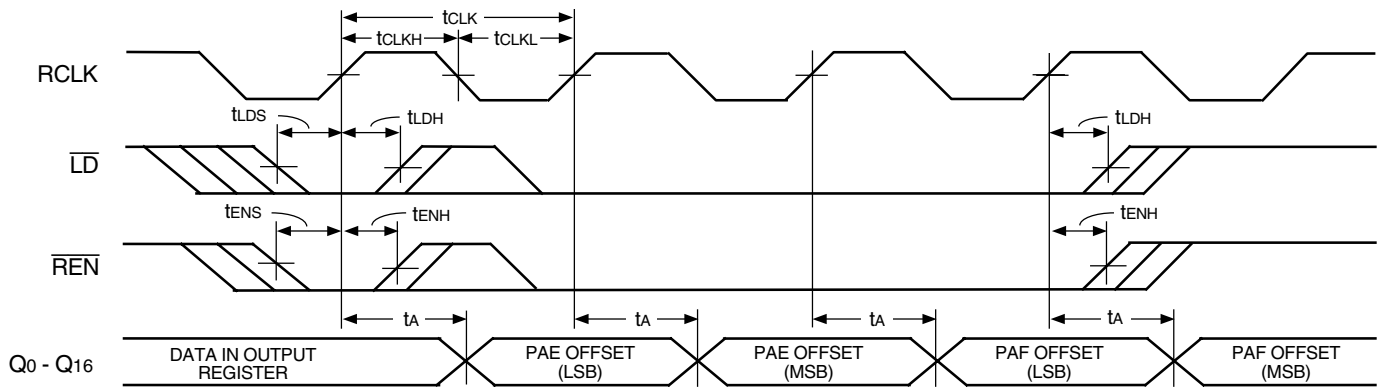 tCLK
tCLKH tCLKL
RCLK
tLDS tLDH tLDH
LD
tENS tENH tENH
REN
tA tA tA tA
Q0 - Q16
DATA IN OUTPUT REGISTER
PAE OFFSET (LSB)
PAE OFFSET (MSB)
PAF OFFSET (LSB)
PAF OFFSET (MSB)